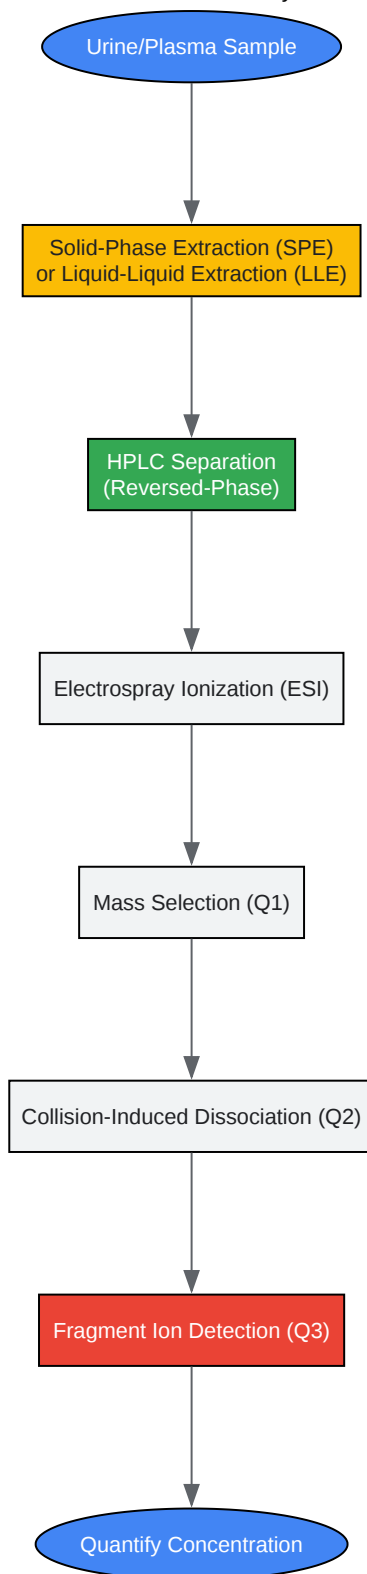 Urine/Plasma Sample
Solid-Phase Extraction (SPE)
or Liquid-Liquid Extraction (LLE)
HPLC Separation
(Reversed-Phase)
Electrospray Ionization (ESI)
Mass Selection (Q1)
Collision-Induced Dissociation (Q2)
Fragment Ion Detection (Q3)
Quantify Concentration